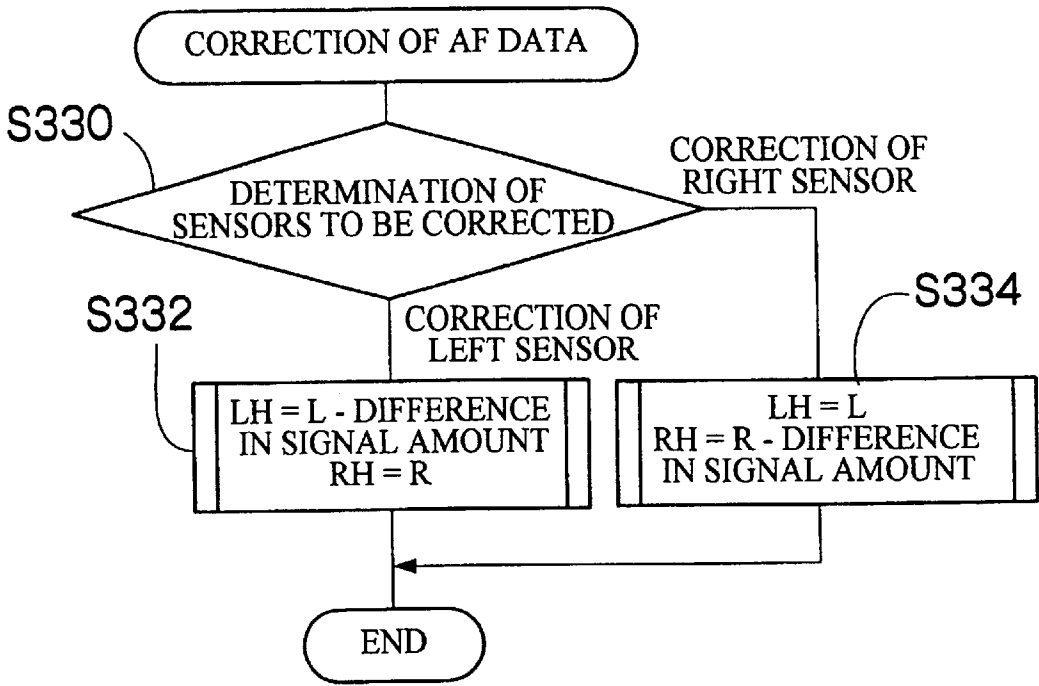 CORRECTION OF AF DATA
S330
DETERMINATION OF
SENSORS TO BE CORRECTED
CORRECTION OF
RIGHT SENSOR
S332
CORRECTION OF
LEFT SENSOR
S334
LH = L - DIFFERENCE
IN SIGNAL AMOUNT
RH = R
LH = L
RH = R - DIFFERENCE
IN SIGNAL AMOUNT
END